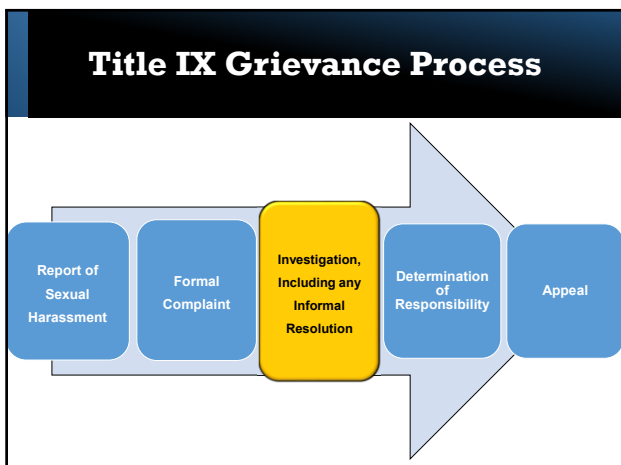 Title IX Grievance Process
Report of
Sexual
Harassment
Formal
Complaint
Investigation,
Including any
Informal
Resolution
Determination
of
Responsibility
Appeal